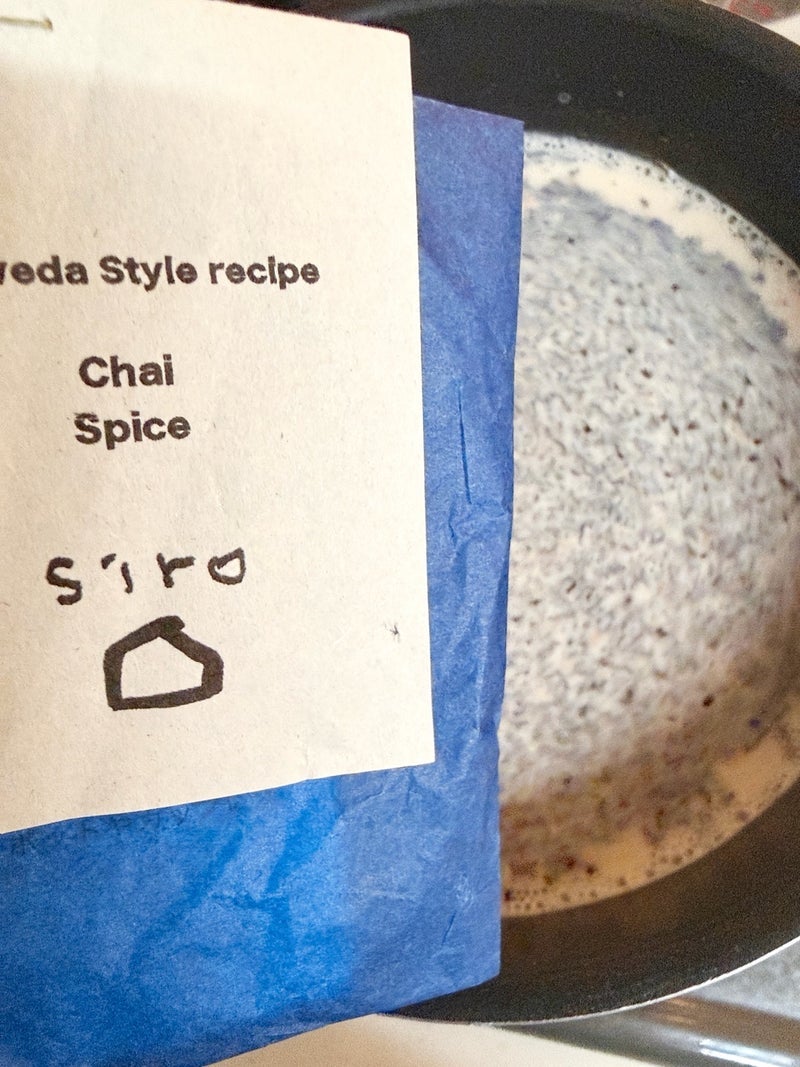 veda Style recipe
Chai
Spice
siro